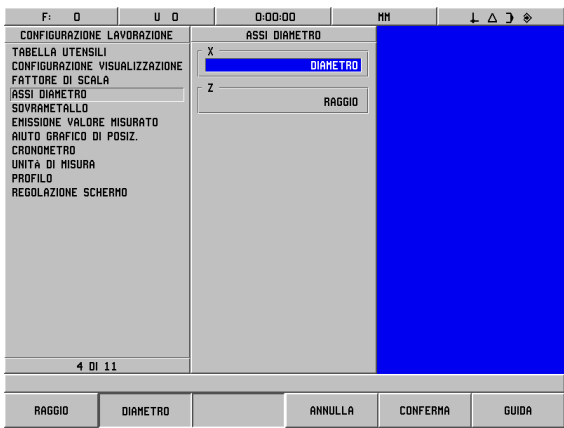 F: 0 U 0 0:00:00 MM
CONFIGURAZIONE LAVORAZIONE
TABELLA UTENSILI
CONFIGURAZIONE VISUALIZZAZIONE
FATTORE DI SCALA
ASSI DIAMETRO
SOVRAMETALLO
EMISSIONE VALORE MISURATO
AIUTO GRAFICO DI POSIZ.
CRONOMETRO
UNITÀ DI MISURA
PROFILO
REGOLAZIONE SCHERMO
4 DI 11
ASSI DIAMETRO
X
DIAMETRO
Z
RAGGIO
RAGGIO DIAMETRO ANNULLA CONFERMA GUIDA